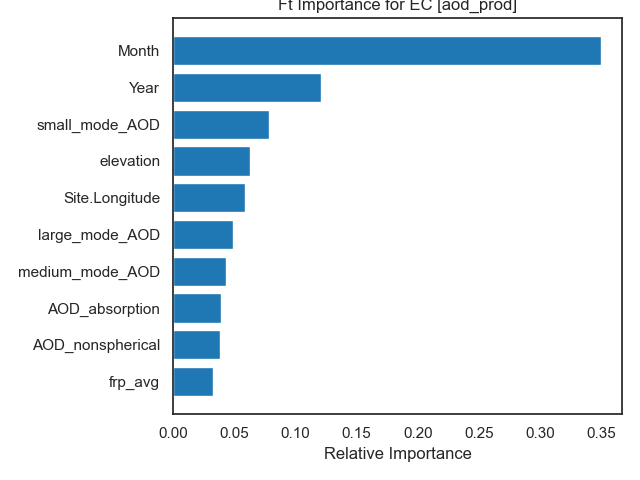 Ft Importance for EC [aod_prod]
Month
Year
small_mode_AOD
elevation
Site.Longitude
large_mode_AOD
medium_mode_AOD
AOD_absorption
AOD_nonspherical
frp_avg
0.00 0.05 0.10 0.15 0.20 0.25 0.30 0.35
Relative Importance